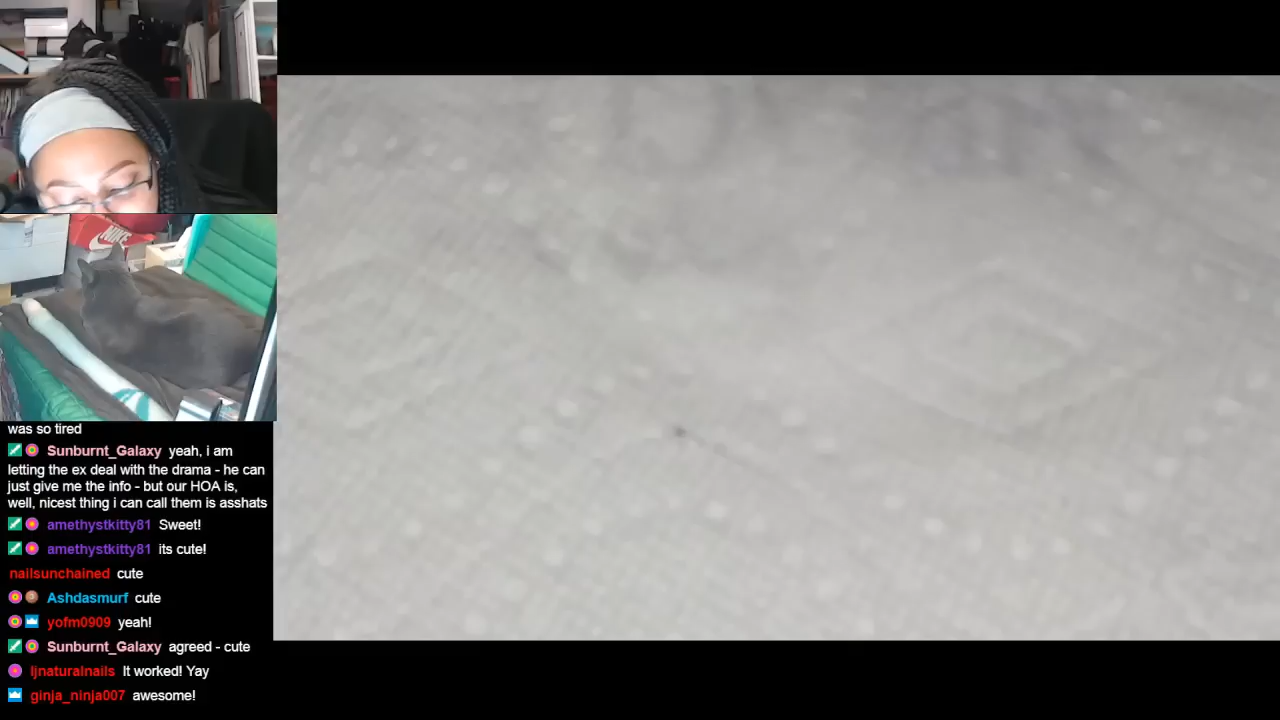 was so tired
Sunburnt_Galaxy yeah, i am
letting the ex deal with the drama - he can
just give me the info - but our HOA is,
well, nicest thing i can call them is asshats
amethystkitty81 Sweet!
amethystkitty81 its cute!
nailsunchained cute
Ashdasmurf cute
yofm0909 yeah!
Sunburnt_Galaxy agreed - cute
ljnaturalnails It worked! Yay
ginja_ninja007 awesome!